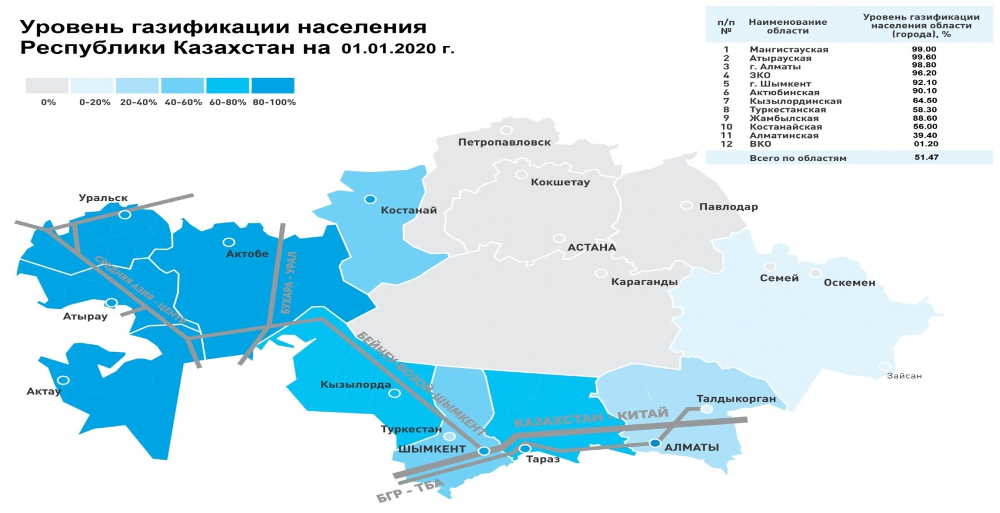 Уровень газификации населения
Республики Казахстан на 01.01.2020 г.
0% 0-20% 20-40% 40-60% 60-80% 80-100%
п/п № Наименование области Уровень газификации населения области (города), %
1 Мангистауская 99.00
2 Атырауская 99.60
3 г. Алматы 98.80
4 ЗКО 96.20
5 г. Шымкент 92.10
6 Актюбинская 90.10
7 Кызылординская 64.50
8 Туркестанская 58.30
9 Жамбылская 88.60
10 Костанайская 56.00
11 Алматинская 39.40
12 ВКО 01.20
Всего по областям 51.47
Петропавловск
Кокшетау
Уральск
Костанай
Павлодар
АСТАНА
Актобе
СРЕДНЯЯ АЗИЯ - ЦЕНТР
БУХАРА - УРАЛ
Караганды
Семей
Оскемен
Атырау
БЕЙНЕУ-БОЗОЙ-ШЫМКЕНТ
Зайсан
Кызылорда
Актау
Талдыкорган
КАЗАХСТАН - КИТАЙ
Туркестан
ШЫМКЕНТ
АЛМАТЫ
Тараз
БГР - ТБА